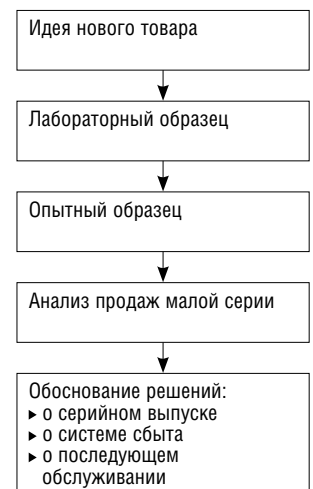 Идея нового товара
Лабораторный образец
Опытный образец
Анализ продаж малой серии
Обоснование решений:
▸ о серийном выпуске
▸ о системе сбыта
▸ о последующем
обслуживании